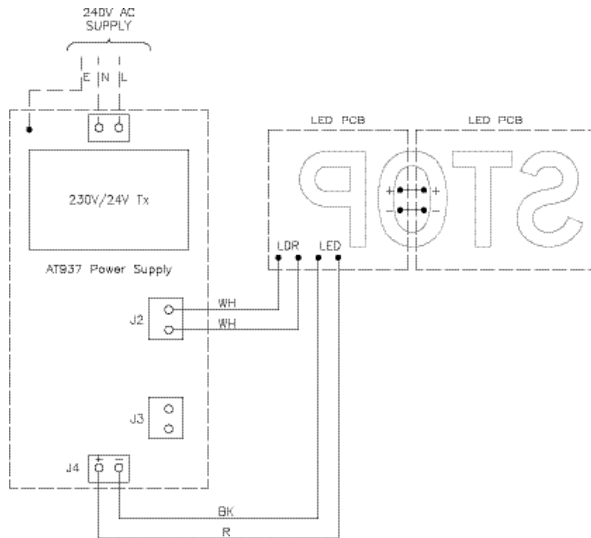 240V AC
SUPPLY
E N L
LED PCB LED PCB
230V/24V Tx
STOP
+ +
- -
LDR LED
AT937 Power Supply
J2
WH
WH
J3
J4
+ -
BK
R